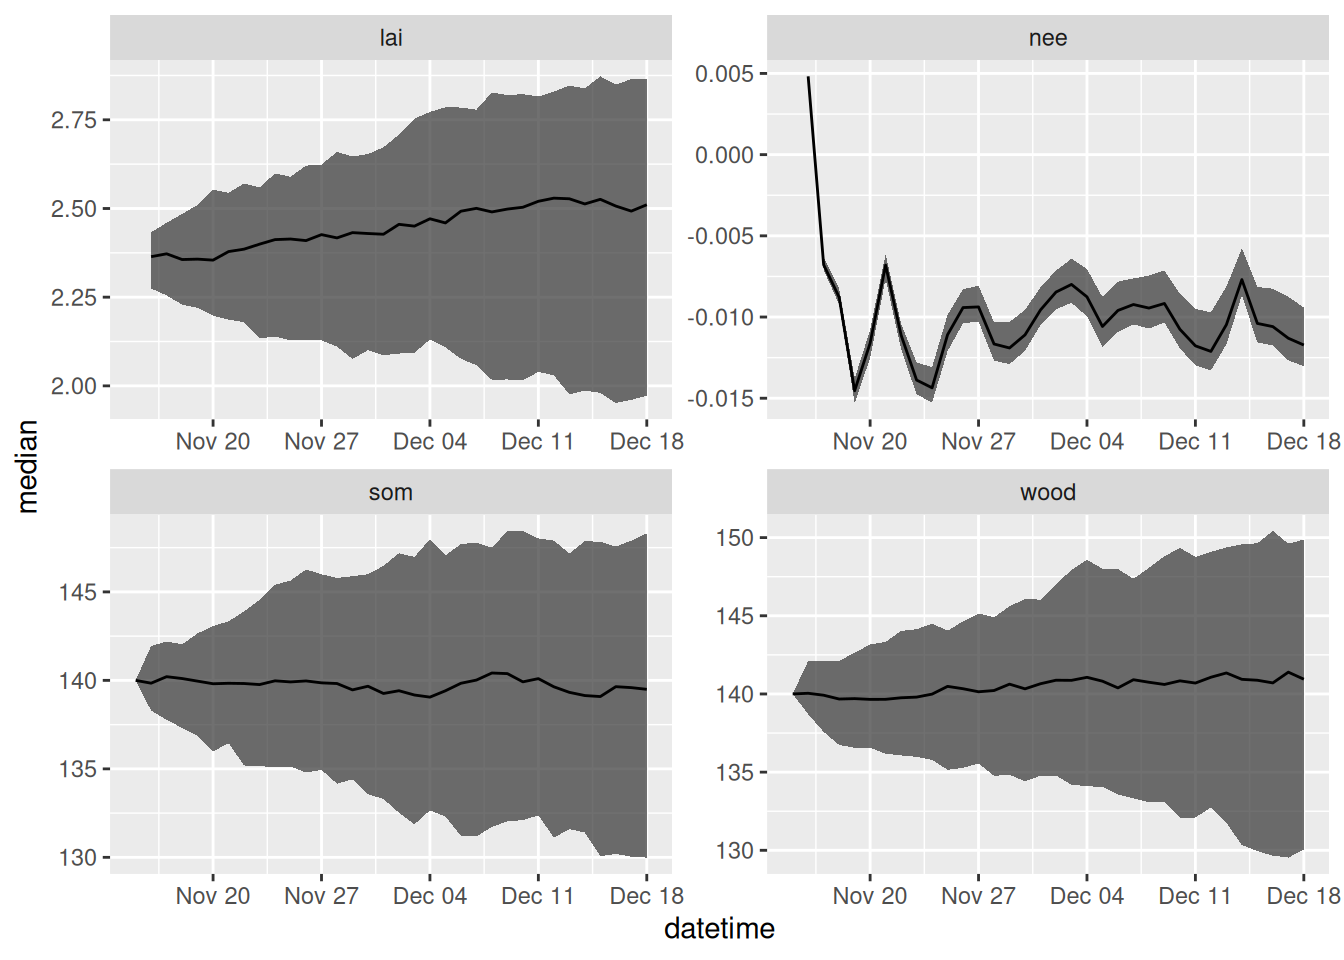 lai
nee
2.75
2.50
2.25
2.00
0.005
0.000
-0.005
-0.010
-0.015
Nov 20 Nov 27 Dec 04 Dec 11 Dec 18
Nov 20 Nov 27 Dec 04 Dec 11 Dec 18
median
som
wood
145
140
135
130
150
145
140
135
130
Nov 20 Nov 27 Dec 04 Dec 11 Dec 18
Nov 20 Nov 27 Dec 04 Dec 11 Dec 18
datetime